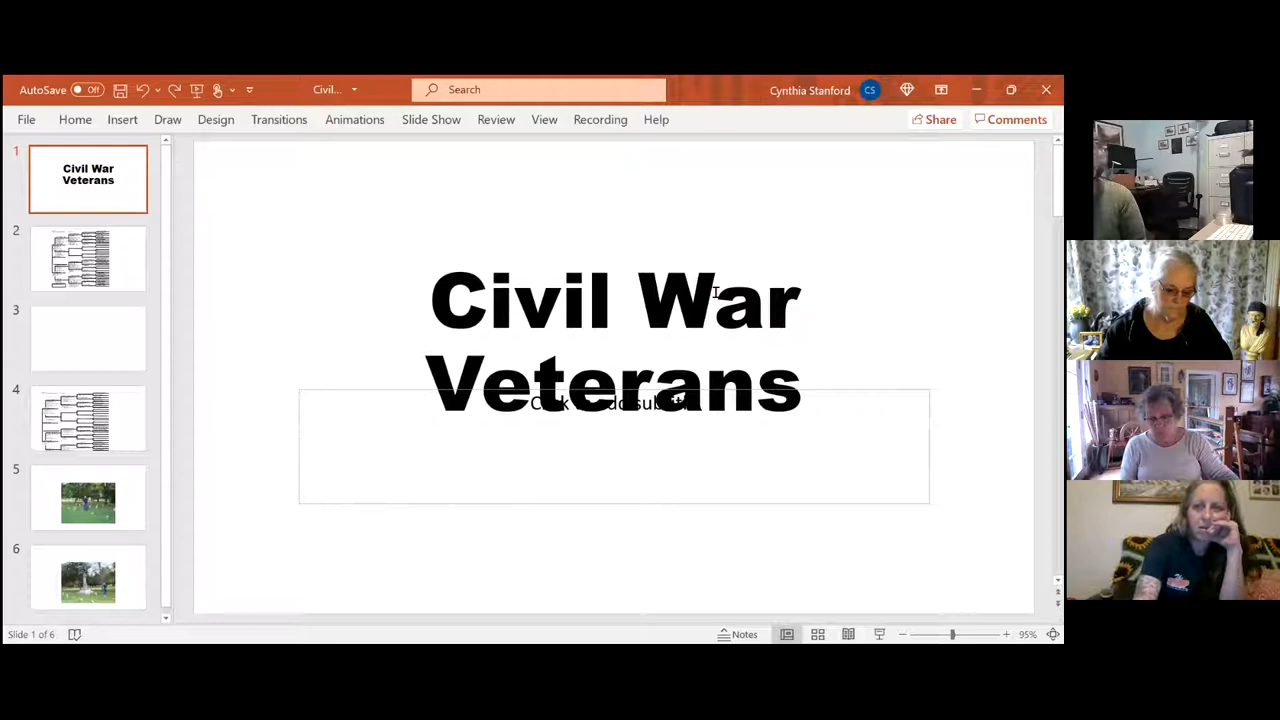 AutoSave Off Civil... Search Cynthia Stanford CS
File Home Insert Draw Design Transitions Animations Slide Show Review View Recording Help Share Comments
1
Civil War
Veterans
2
3
4
5
6
Civil War
Veterans
Slide 1 of 6 Notes 95%